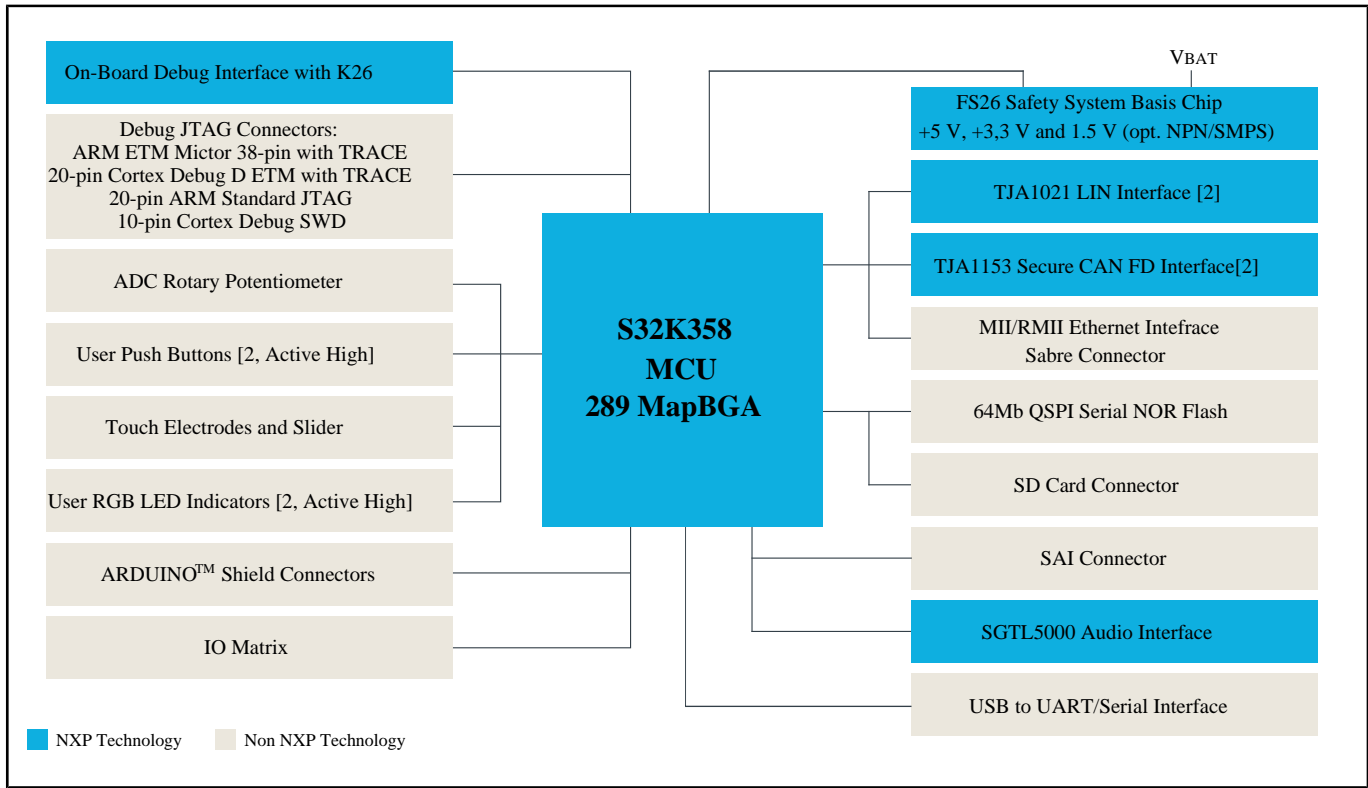 On-Board Debug Interface with K26
Debug JTAG Connectors:
ARM ETM Mictor 38-pin with TRACE
20-pin Cortex Debug D ETM with TRACE
20-pin ARM Standard JTAG
10-pin Cortex Debug SWD
ADC Rotary Potentiometer
User Push Buttons [2, Active High]
Touch Electrodes and Slider
User RGB LED Indicators [2, Active High]
ARDUINO™ Shield Connectors
IO Matrix
S32K358
MCU
289 MapBGA
VBAT
FS26 Safety System Basis Chip
+5 V, +3,3 V and 1.5 V (opt. NPN/SMPS)
TJA1021 LIN Interface [2]
TJA1153 Secure CAN FD Interface[2]
MII/RMII Ethernet Intefrace
Sabre Connector
64Mb QSPI Serial NOR Flash
SD Card Connector
SAI Connector
SGTL5000 Audio Interface
USB to UART/Serial Interface
NXP Technology
Non NXP Technology